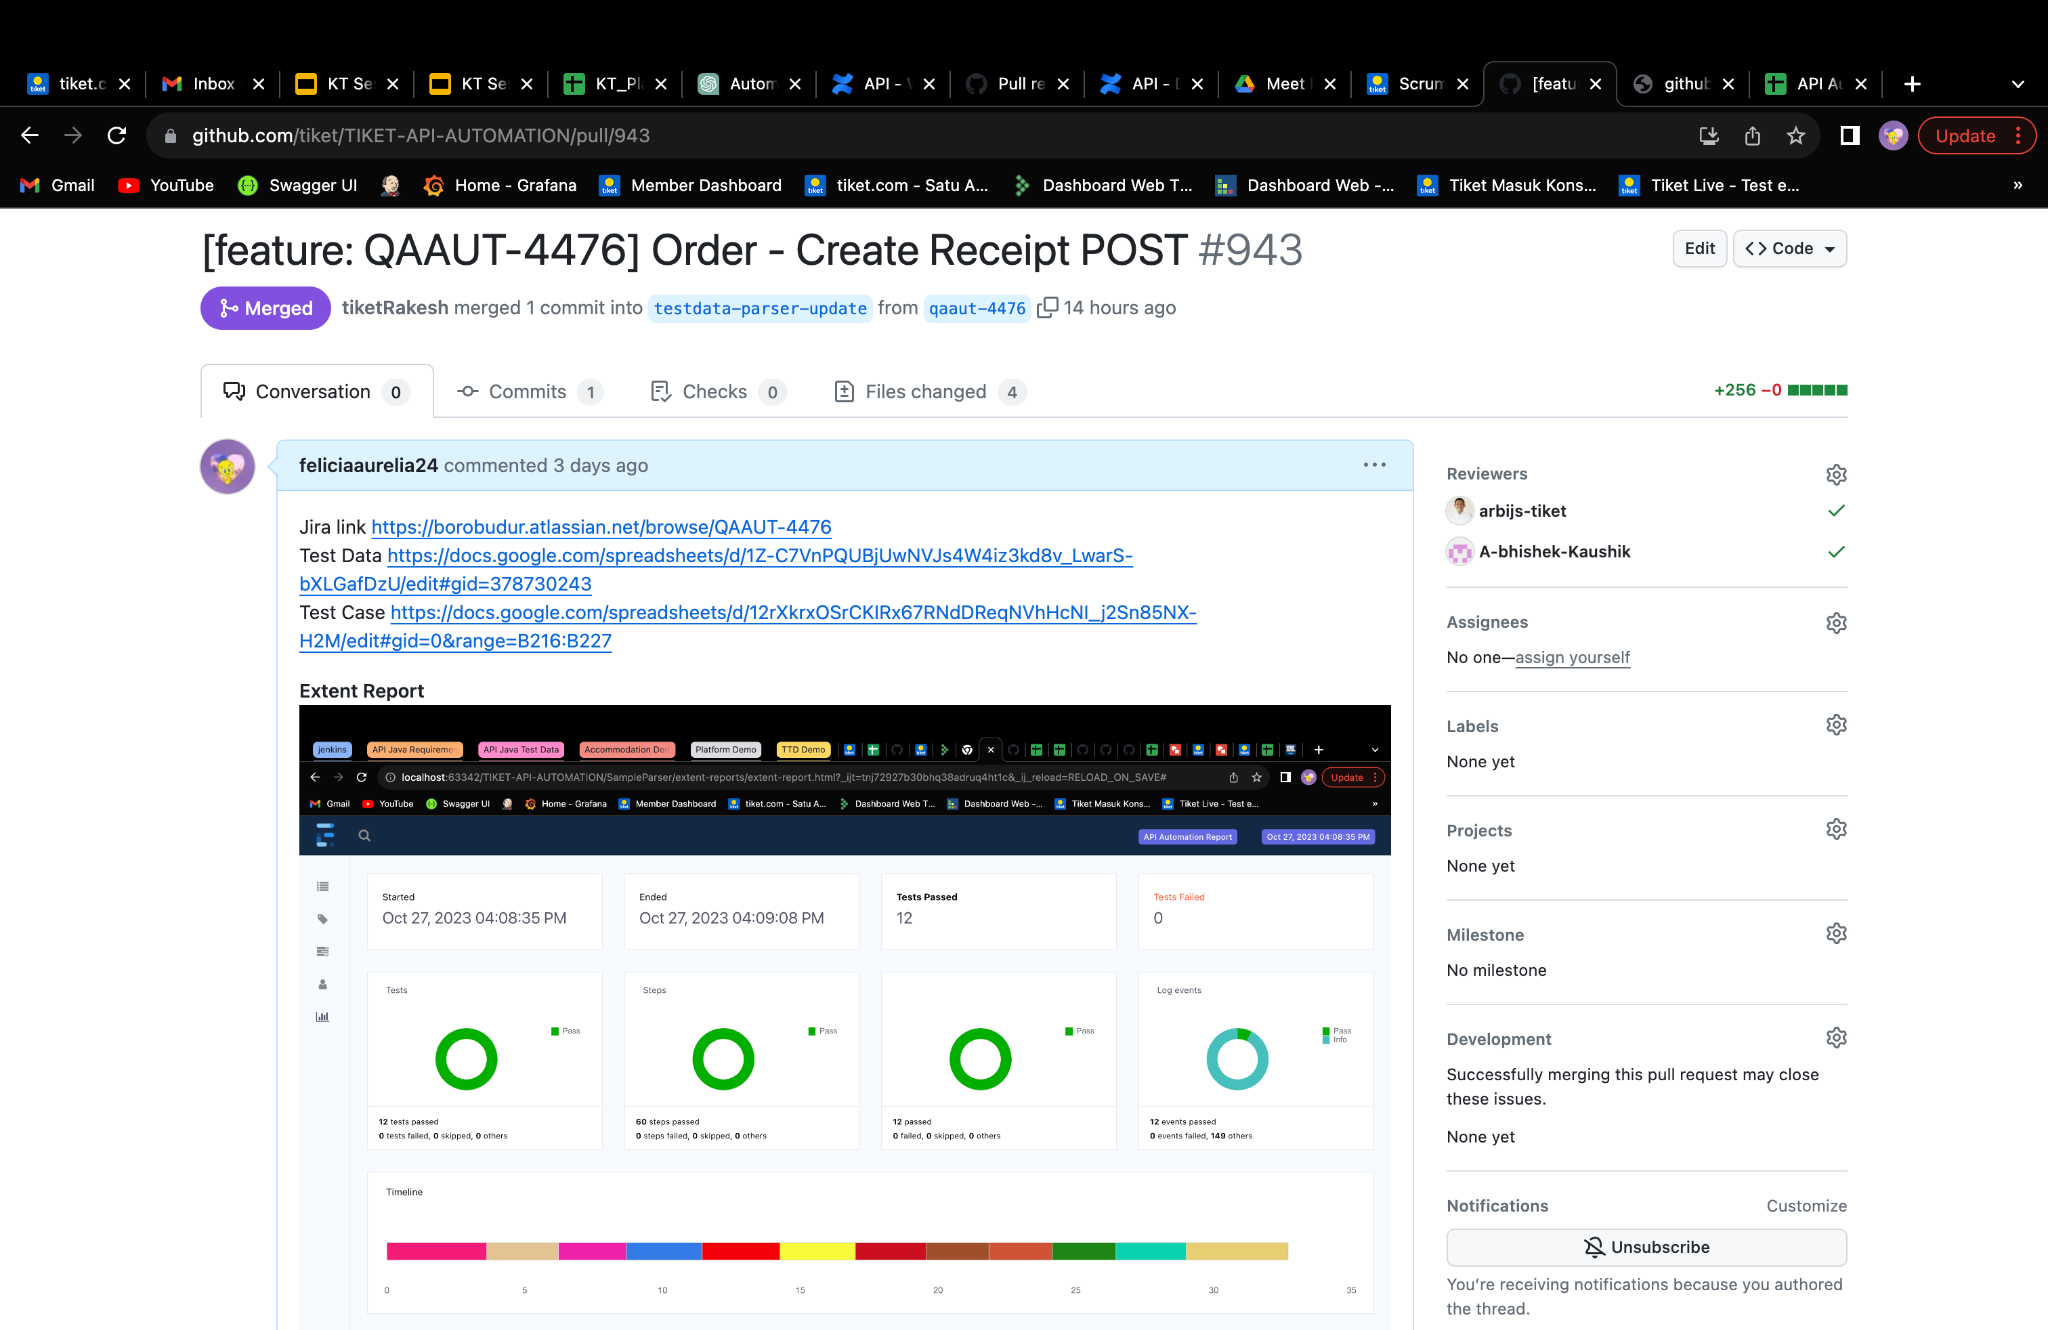 tiket.c
Inbox
KT Se
KT Se
KT_Pl
Autom
API - 
Pull re
API - D
Meet
Scrum
[featu
github
API Au
github.com/tiket/TIKET-API-AUTOMATION/pull/943
Update
Gmail
YouTube
Swagger UI
Home - Grafana
Member Dashboard
tiket.com - Satu A...
Dashboard Web T...
Dashboard Web -...
Tiket Masuk Kons...
Tiket Live - Test e...
»
[feature: QAAUT-4476] Order - Create Receipt POST #943
Edit
<> Code
Merged
tiketRakesh merged 1 commit into testdata-parser-update from qaaut-4476 14 hours ago
Conversation 0
Commits 1
Checks 0
Files changed 4
+256 −0
feliciaaurelia24 commented 3 days ago
Jira link https://borobudur.atlassian.net/browse/QAAUT-4476
Test Data https://docs.google.com/spreadsheets/d/1Z-C7VnPQUBjUwNVJs4W4iz3kd8v_LwarS-
bXLGafDzU/edit#gid=378730243
Test Case https://docs.google.com/spreadsheets/d/12rXkrxOSrCKIRx67RNdDReqNVhHcNI_j2Sn85NX-
H2M/edit#gid=0&range=B216:B227
Extent Report
jenkins
API Java Requiremen
API Java Test Data
Accommodation De
Platform Demo
TTD Demo
localhost:63342/TIKET-API-AUTOMATION/SampleParser/extent-reports/extent-report.html?_ijt=tnj72927b30bhq38adruq4ht1c&_ij_reload=RELOAD_ON_SAVE#
Update
Gmail
YouTube
Swagger UI
Home - Grafana
Member Dashboard
tiket.com - Satu A...
Dashboard Web T...
Dashboard Web -...
Tiket Masuk Kons...
Tiket Live - Test e...
»
API Automation Report
Oct 27, 2023 04:08:35 PM
Started
Oct 27, 2023 04:08:35 PM
Ended
Oct 27, 2023 04:09:08 PM
Tests Passed
12
Tests Failed
0
Tests
Pass
12 tests passed
0 tests failed, 0 skipped, 0 others
Steps
Pass
60 steps passed
0 steps failed, 0 skipped, 0 others
Pass
12 passed
0 failed, 0 skipped, 0 others
Log events
Pass
Info
12 events passed
0 events failed, 149 others
Timeline
0 5 10 15 20 25 30 35
Reviewers
arbijs-tiket
A-bhishek-Kaushik
Assignees
No one—assign yourself
Labels
None yet
Projects
None yet
Milestone
No milestone
Development
Successfully merging this pull request may close
these issues.
None yet
Notifications
Customize
Unsubscribe
You're receiving notifications because you authored
the thread.